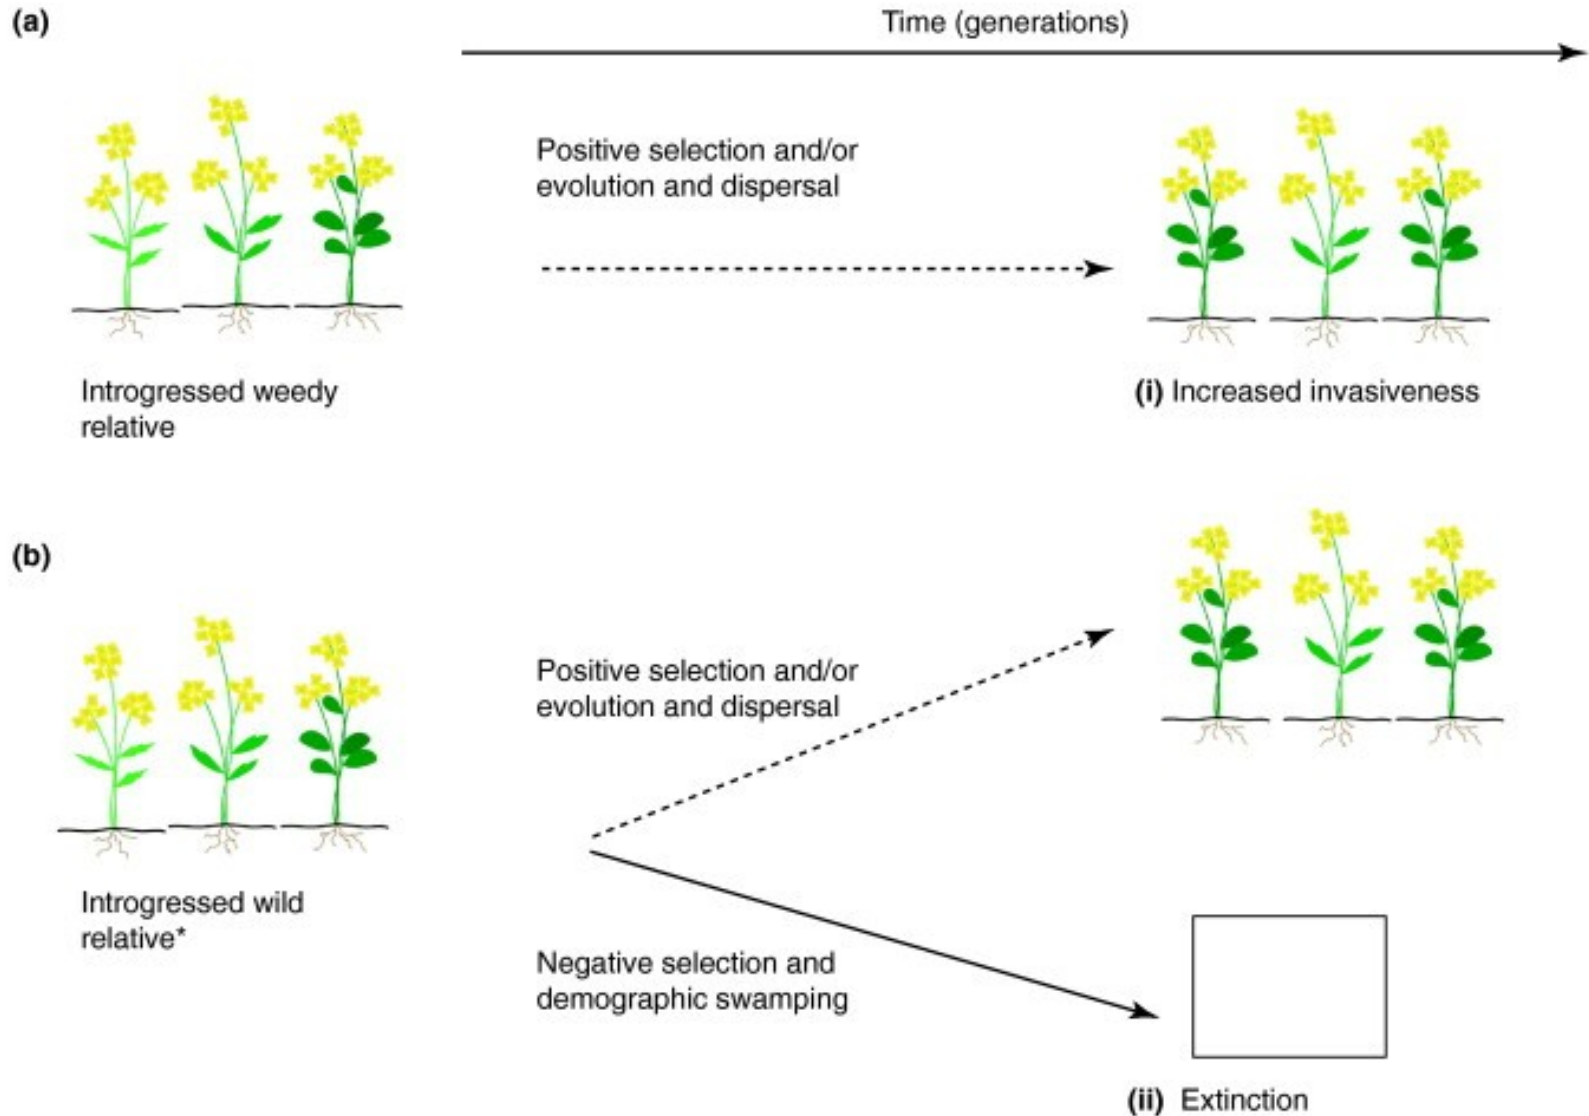 (a)
Time (generations)
Positive selection and/or
evolution and dispersal
Introgressed weedy
relative
(i) Increased invasiveness
(b)
Positive selection and/or
evolution and dispersal
Introgressed wild
relative*
Negative selection and
demographic swamping
(ii) Extinction